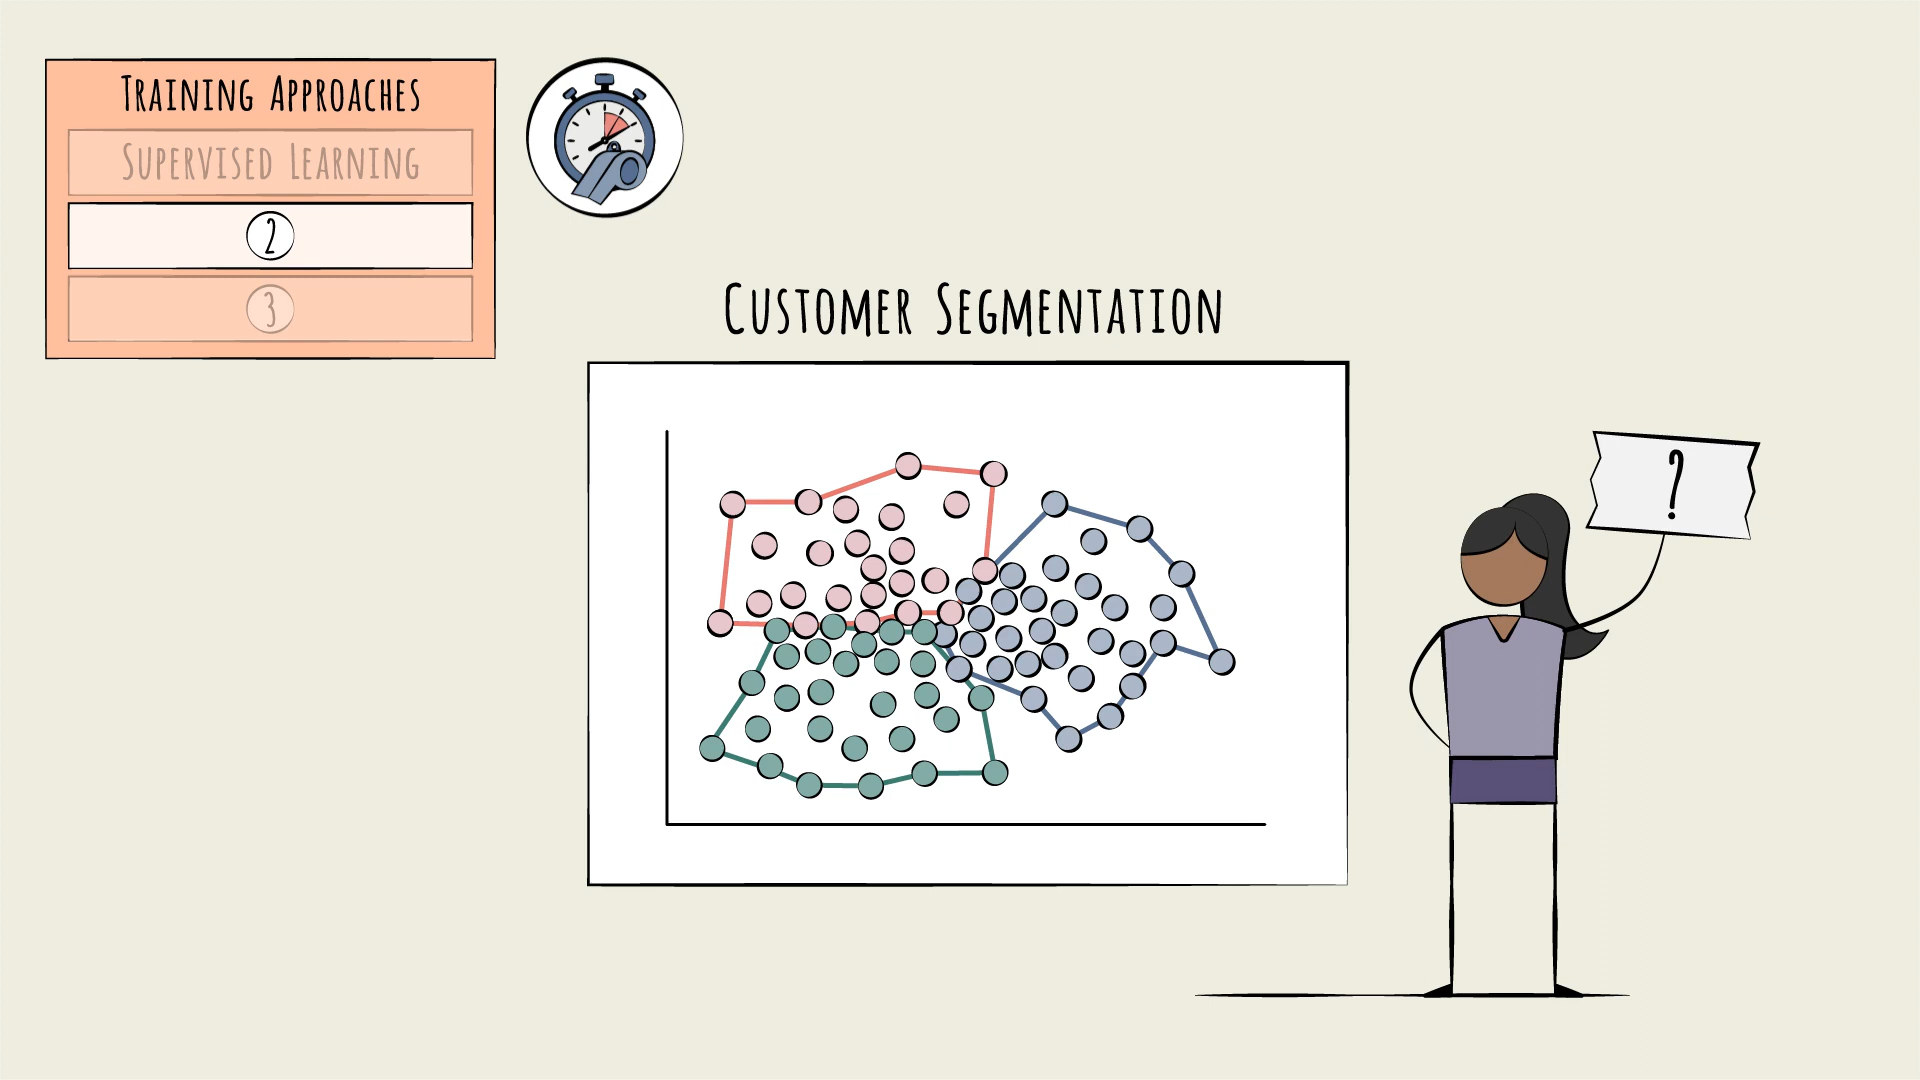 Training Approaches
Supervised Learning
2
3
Customer Segmentation
?